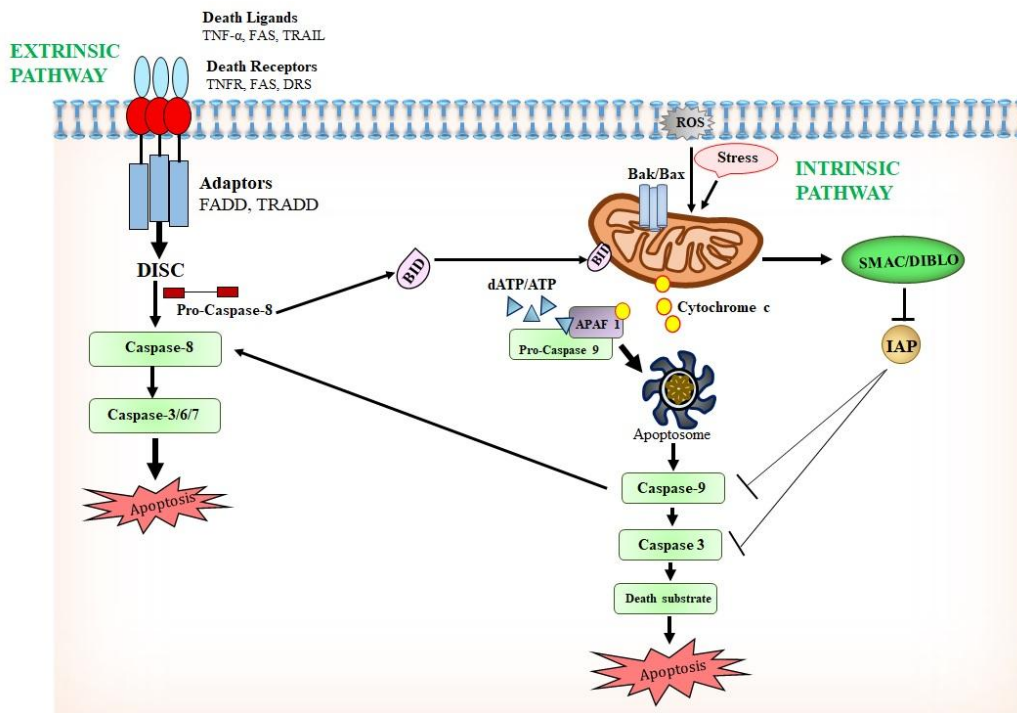 Death Ligands
TNF-α, FAS, TRAIL
EXTRINSIC
PATHWAY
Death Receptors
TNFR, FAS, DRS
ROS
Stress
INTRINSIC
PATHWAY
Bak/Bax
Adaptors
FADD, TRADD
DISC
BID
BID
SMAC/DIBLO
dATP/ATP
Pro-Caspase-8
Cytochrome c
APAF 1
Pro-Caspase 9
IAP
Caspase-8
Caspase-3/6/7
Apoptosome
Apoptosis
Caspase-9
Caspase 3
Death substrate
Apoptosis